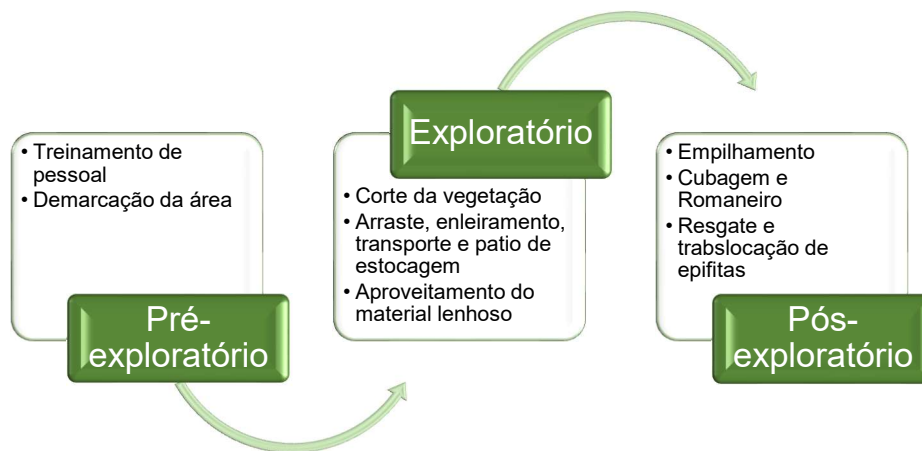 • Treinamento de
pessoal
• Demarcação da área
Pré-
exploratório
Exploratório
• Corte da vegetação
• Arraste, enleiramento,
transporte e patio de
estocagem
• Aproveitamento do
material lenhoso
• Empilhamento
• Cubagem e
Romaneiro
• Resgate e
trabslocação de
epifitas
Pós-
exploratório